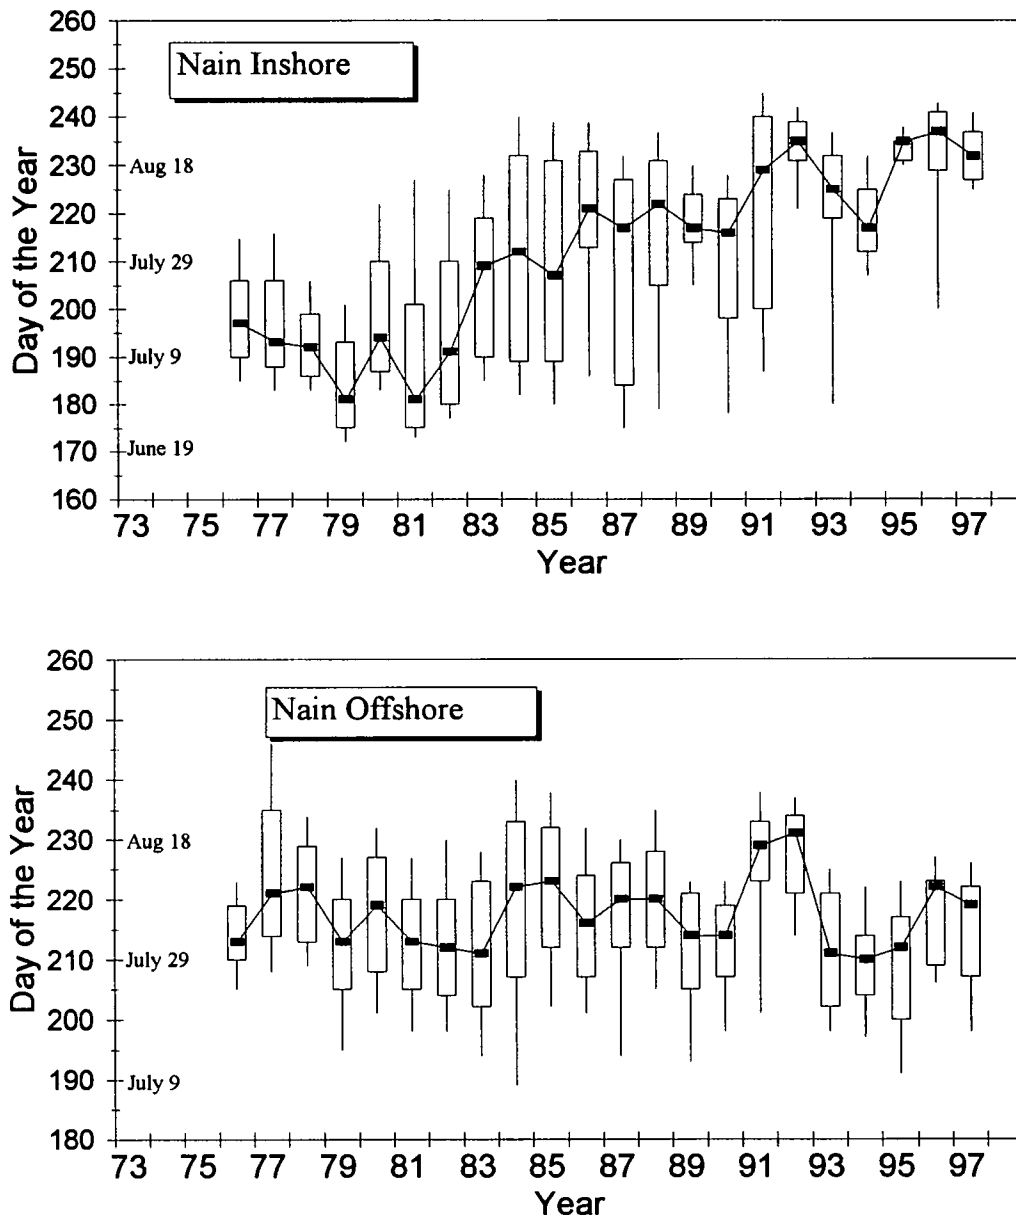 260
Nain Inshore
250
240
230
Aug 18
220
210
July 29
200
190
July 9
180
170
June 19
160
Day of the Year
73 75 77 79 81 83 85 87 89 91 93 95 97
Year
260
Nain Offshore
250
240
230
Aug 18
220
210
July 29
200
190
July 9
180
Day of the Year
73 75 77 79 81 83 85 87 89 91 93 95 97
Year